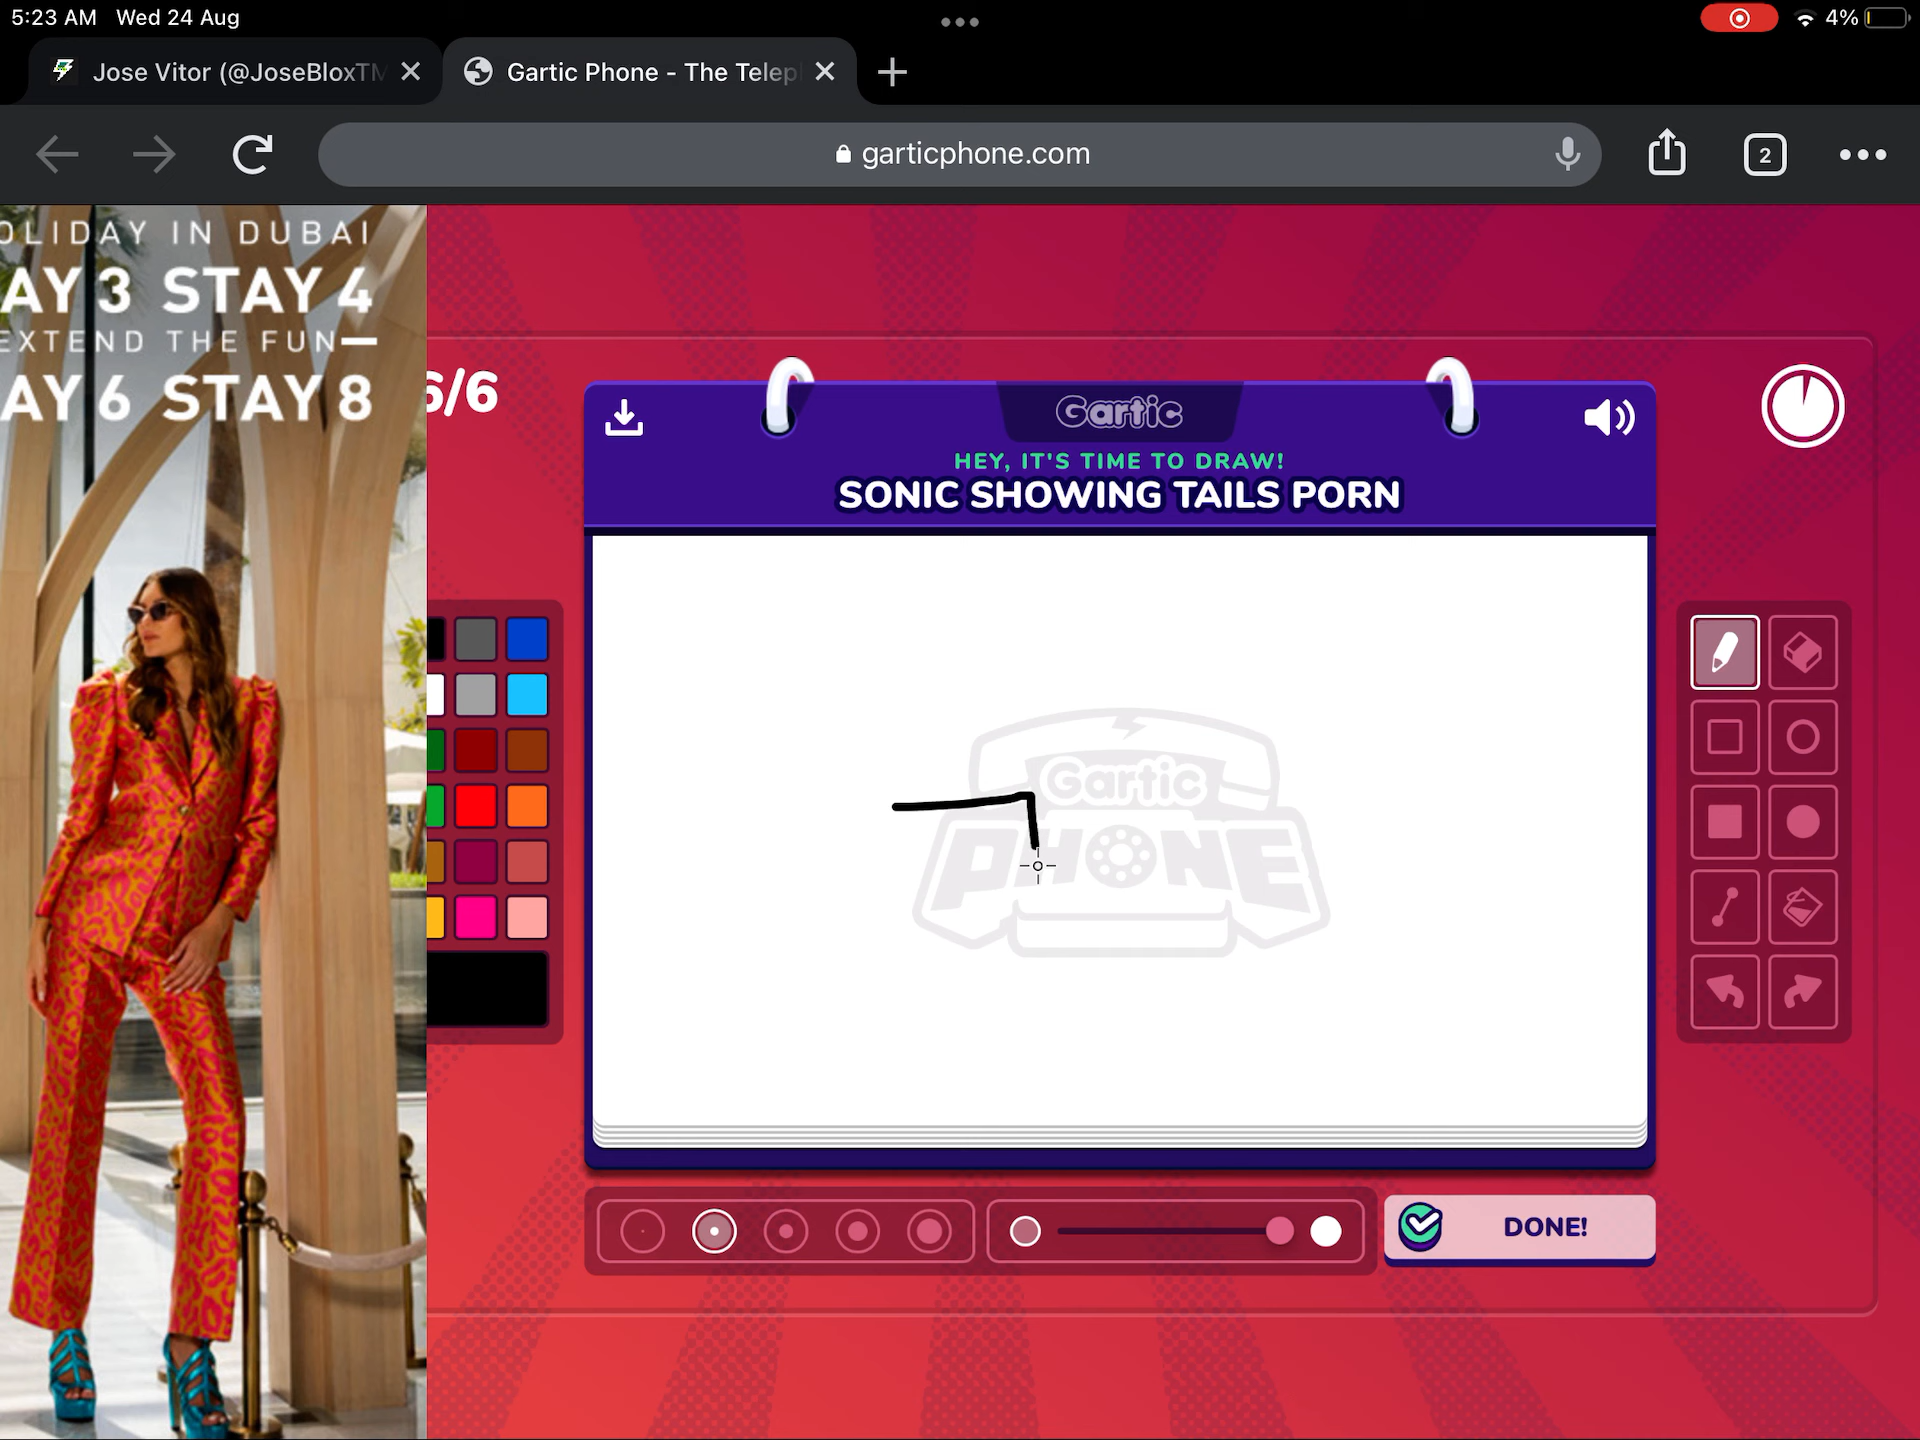 5:23 AM Wed 24 Aug
4%
Jose Vitor (@JoseBloxTM
Gartic Phone - The Telep
garticphone.com
2
OLIDAY IN DUBAI
AY 3 STAY 4
EXTEND THE FUN—
AY 6 STAY 8
6/6
Gartic
HEY, IT'S TIME TO DRAW!
SONIC SHOWING TAILS PORN
Gartic
PHONE
DONE!